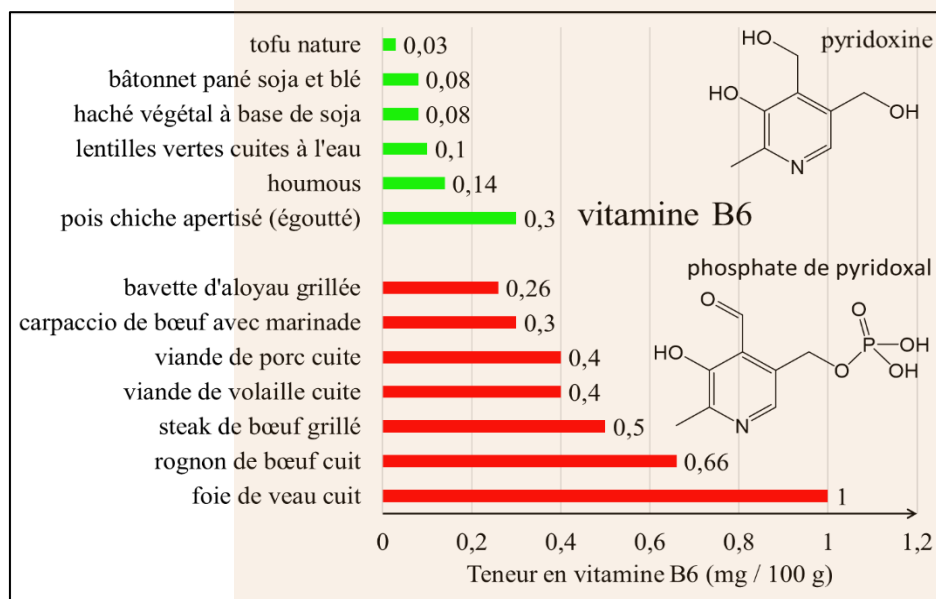 tofu nature 0,03
bâtonnet pané soja et blé 0,08
haché végétal à base de soja 0,08
lentilles vertes cuites à l'eau 0,1
houmous 0,14
pois chiche apertisé (égoutté) 0,3
vitamine B6
pyridoxine
HO
HO
OH
N
bavette d'aloyau grillée 0,26
carpaccio de bœuf avec marinade 0,3
viande de porc cuite 0,4
viande de volaille cuite 0,4
steak de bœuf grillé 0,5
rognon de bœuf cuit 0,66
foie de veau cuit 1
phosphate de pyridoxal
O
O
HO
P
OH
OH
O
N
0 0,2 0,4 0,6 0,8 1 1,2
Teneur en vitamine B6 (mg / 100 g)